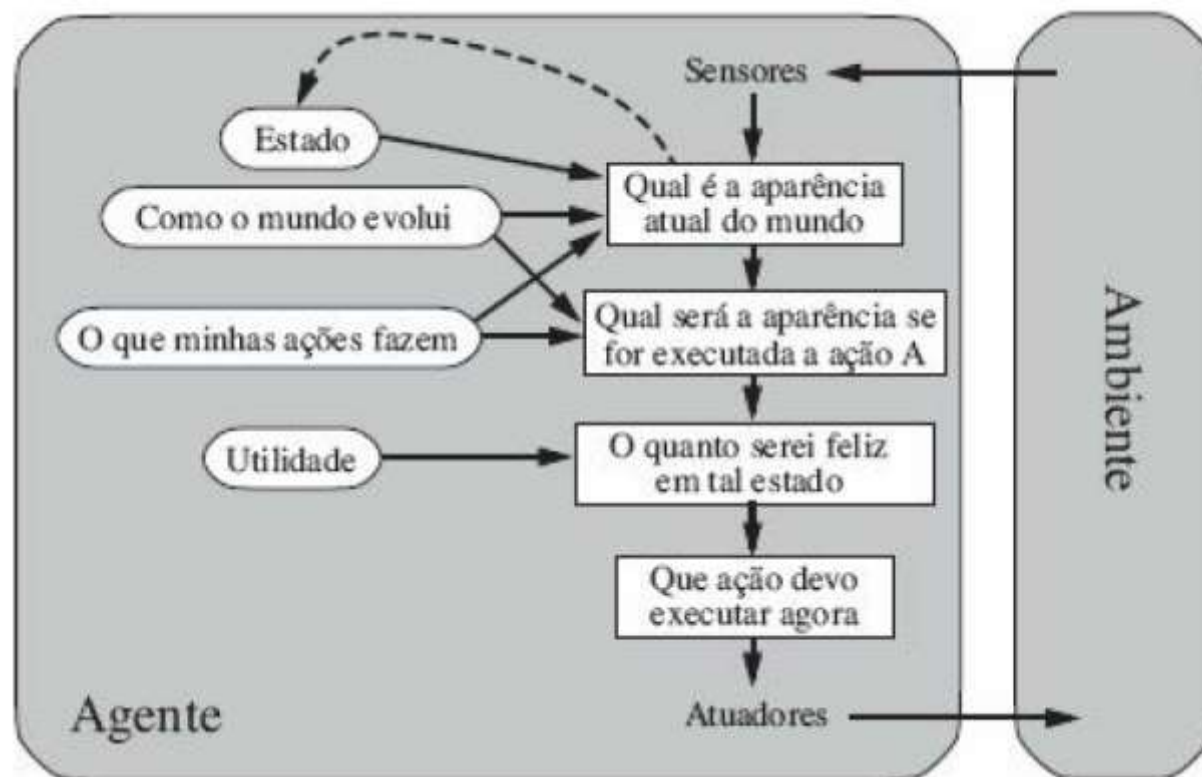 Sensores
Estado
Qual é a aparência
atual do mundo
Como o mundo evolui
Qual será a aparência se
for executada a ação A
O que minhas ações fazem
O quanto serei feliz
em tal estado
Utilidade
Que ação devo
executar agora
Atuadores
Agente
Ambiente